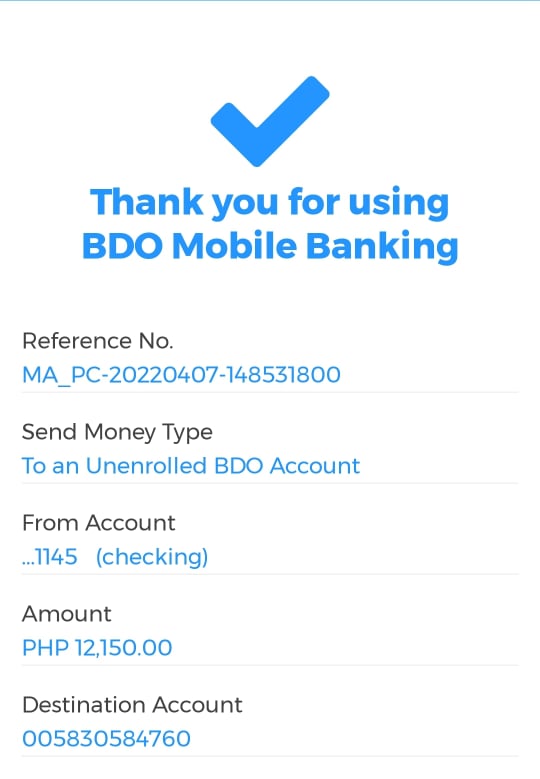 Thank you for using
BDO Mobile Banking
Reference No.
MA_PC-20220407-148531800
Send Money Type
To an Unenrolled BDO Account
From Account
...1145 (checking)
Amount
PHP 12,150.00
Destination Account
005830584760